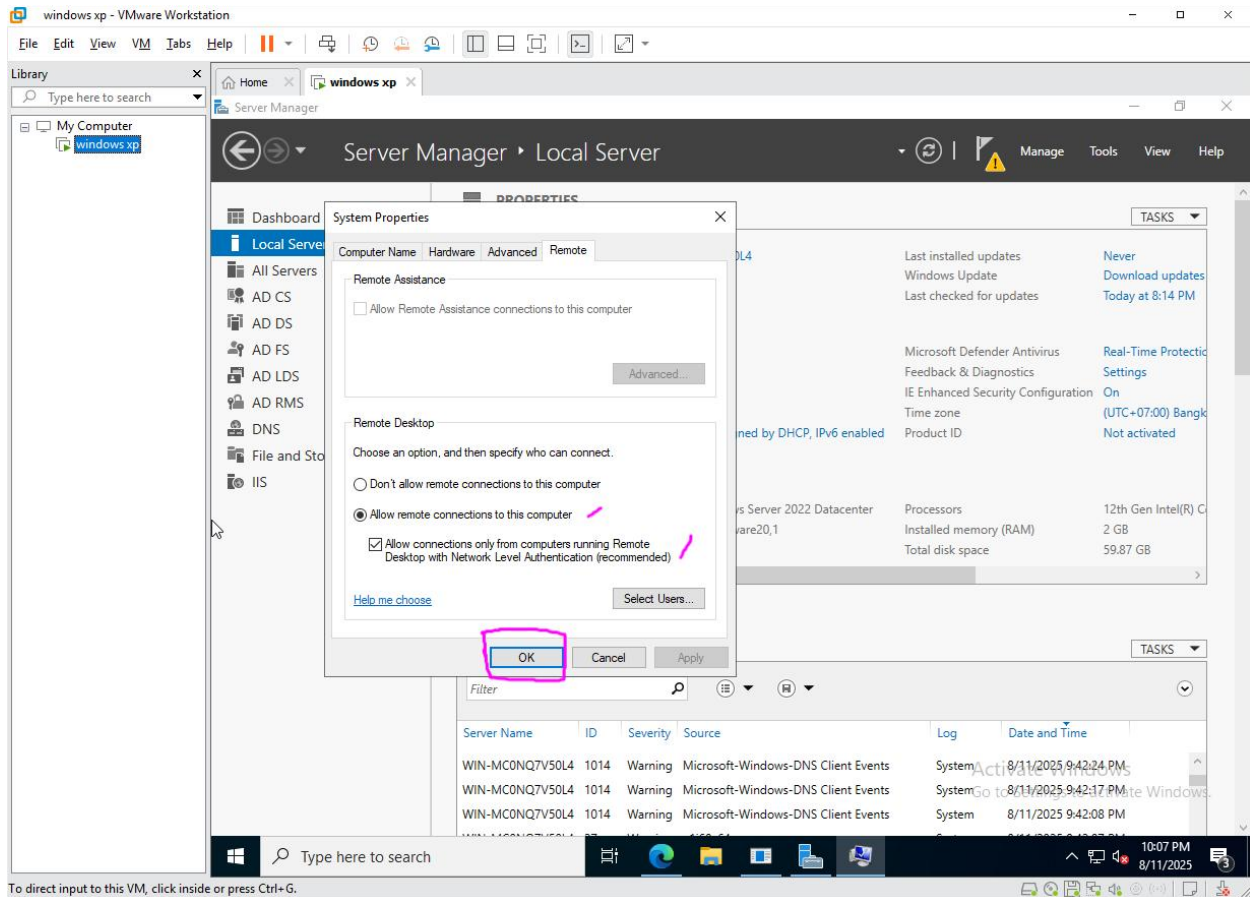 windows xp - VMware Workstation
File Edit View VM Tabs Help
Library
Type here to search
My Computer
windows xp
Home
windows xp
Server Manager
Server Manager • Local Server
Manage Tools View Help
Dashboard
Local Server
All Servers
AD CS
AD DS
AD FS
AD LDS
AD RMS
DNS
File and Sto
IIS
PROPERTIES
TASKS
System Properties
Computer Name Hardware Advanced Remote
Remote Assistance
Allow Remote Assistance connections to this computer
Advanced...
Remote Desktop
Choose an option, and then specify who can connect.
Don't allow remote connections to this computer
Allow remote connections to this computer
Allow connections only from computers running Remote
Desktop with Network Level Authentication (recommended)
Help me choose
Select Users...
OK Cancel Apply
0L4
Last installed updates Never
Windows Update Download updates
Last checked for updates Today at 8:14 PM
Microsoft Defender Antivirus Real-Time Protectio
Feedback & Diagnostics Settings
IE Enhanced Security Configuration On
Time zone (UTC+07:00) Bangk
ned by DHCP, IPv6 enabled Product ID Not activated
vs Server 2022 Datacenter Processors 12th Gen Intel(R) C
ware20,1 Installed memory (RAM) 2 GB
Total disk space 59.87 GB
TASKS
Filter
Server Name ID Severity Source Log Date and Time
WIN-MC0NQ7V50L4 1014 Warning Microsoft-Windows-DNS Client Events System 8/11/2025 9:42:24 PM
WIN-MC0NQ7V50L4 1014 Warning Microsoft-Windows-DNS Client Events System 8/11/2025 9:42:17 PM
WIN-MC0NQ7V50L4 1014 Warning Microsoft-Windows-DNS Client Events System 8/11/2025 9:42:08 PM
Activate Windows
Go to Settings to activate Windows.
Type here to search
10:07 PM
8/11/2025
3
To direct input to this VM, click inside or press Ctrl+G.